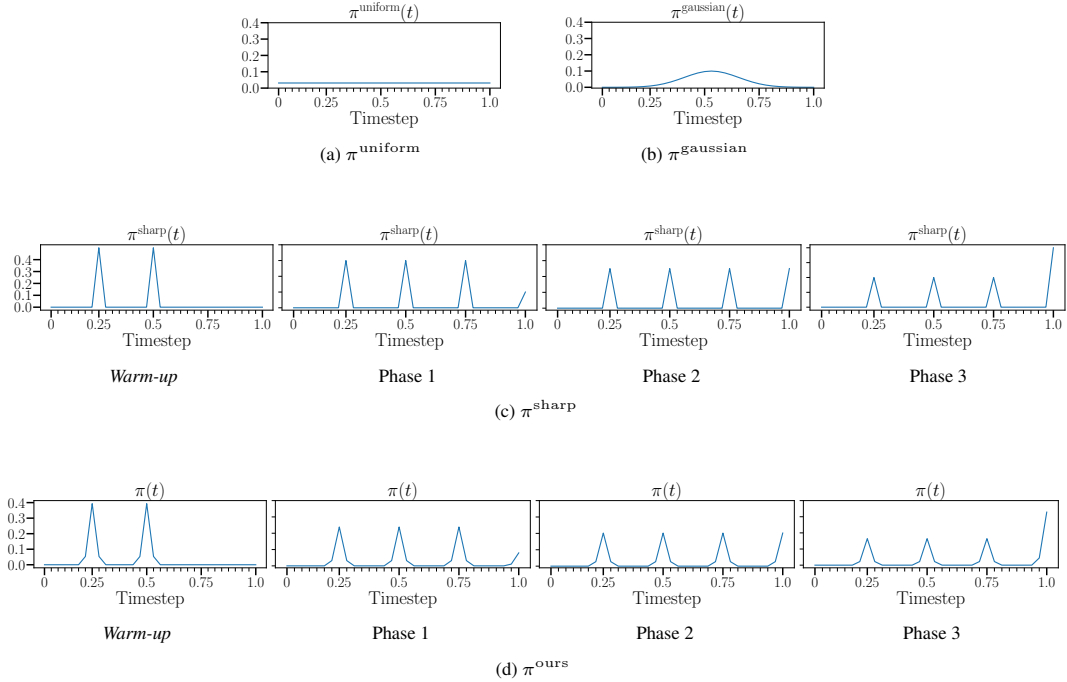 π^uniform(t)
0.4
0.3
0.2
0.1
0.0
0 0.25 0.5 0.75 1.0
Timestep
(a) π^uniform
π^gaussian(t)
0.4
0.3
0.2
0.1
0.0
0 0.25 0.5 0.75 1.0
Timestep
(b) π^gaussian
π^sharp(t)
0.4
0.3
0.2
0.1
0.0
0 0.25 0.5 0.75 1.0
Timestep
Warm-up
π^sharp(t)
0 0.25 0.5 0.75 1.0
Timestep
Phase 1
π^sharp(t)
0 0.25 0.5 0.75 1.0
Timestep
Phase 2
π^sharp(t)
0 0.25 0.5 0.75 1.0
Timestep
Phase 3
(c) π^sharp
π(t)
0.4
0.3
0.2
0.1
0.0
0 0.25 0.5 0.75 1.0
Timestep
Warm-up
π(t)
0 0.25 0.5 0.75 1.0
Timestep
Phase 1
π(t)
0 0.25 0.5 0.75 1.0
Timestep
Phase 2
π(t)
0 0.25 0.5 0.75 1.0
Timestep
Phase 3
(d) π^ours